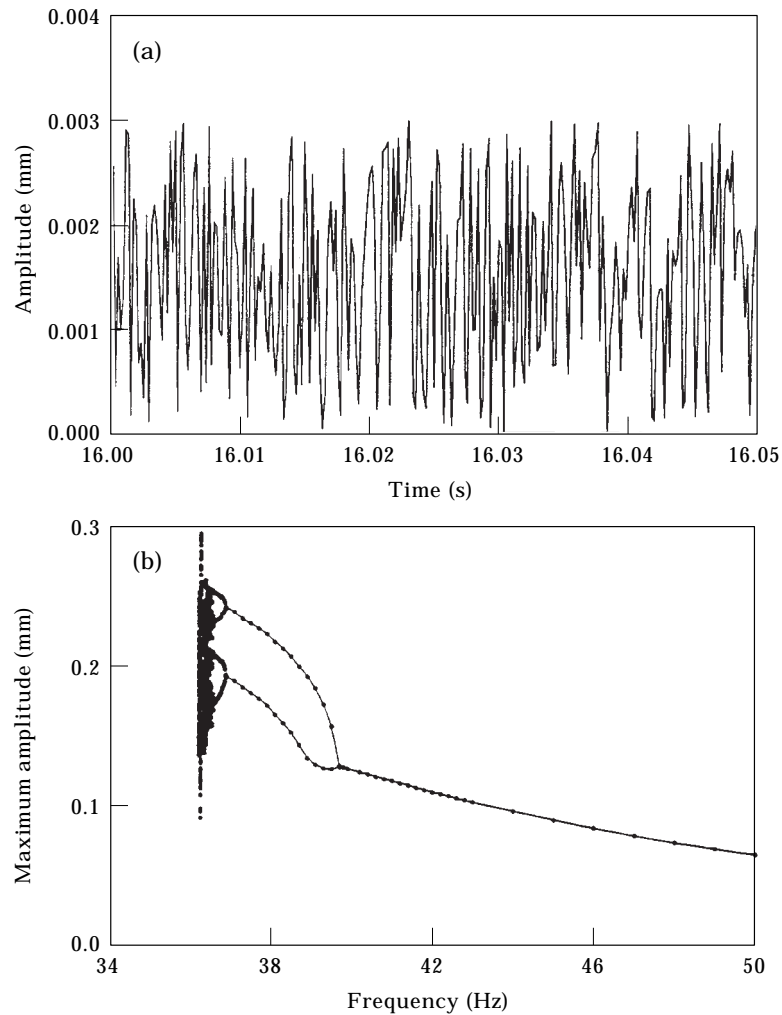 0.004
(a)
0.003
0.002
0.001
0.000
Amplitude (mm)
16.00 16.01 16.02 16.03 16.04 16.05
Time (s)
0.3
(b)
0.2
0.1
0.0
Maximum amplitude (mm)
34 38 42 46 50
Frequency (Hz)